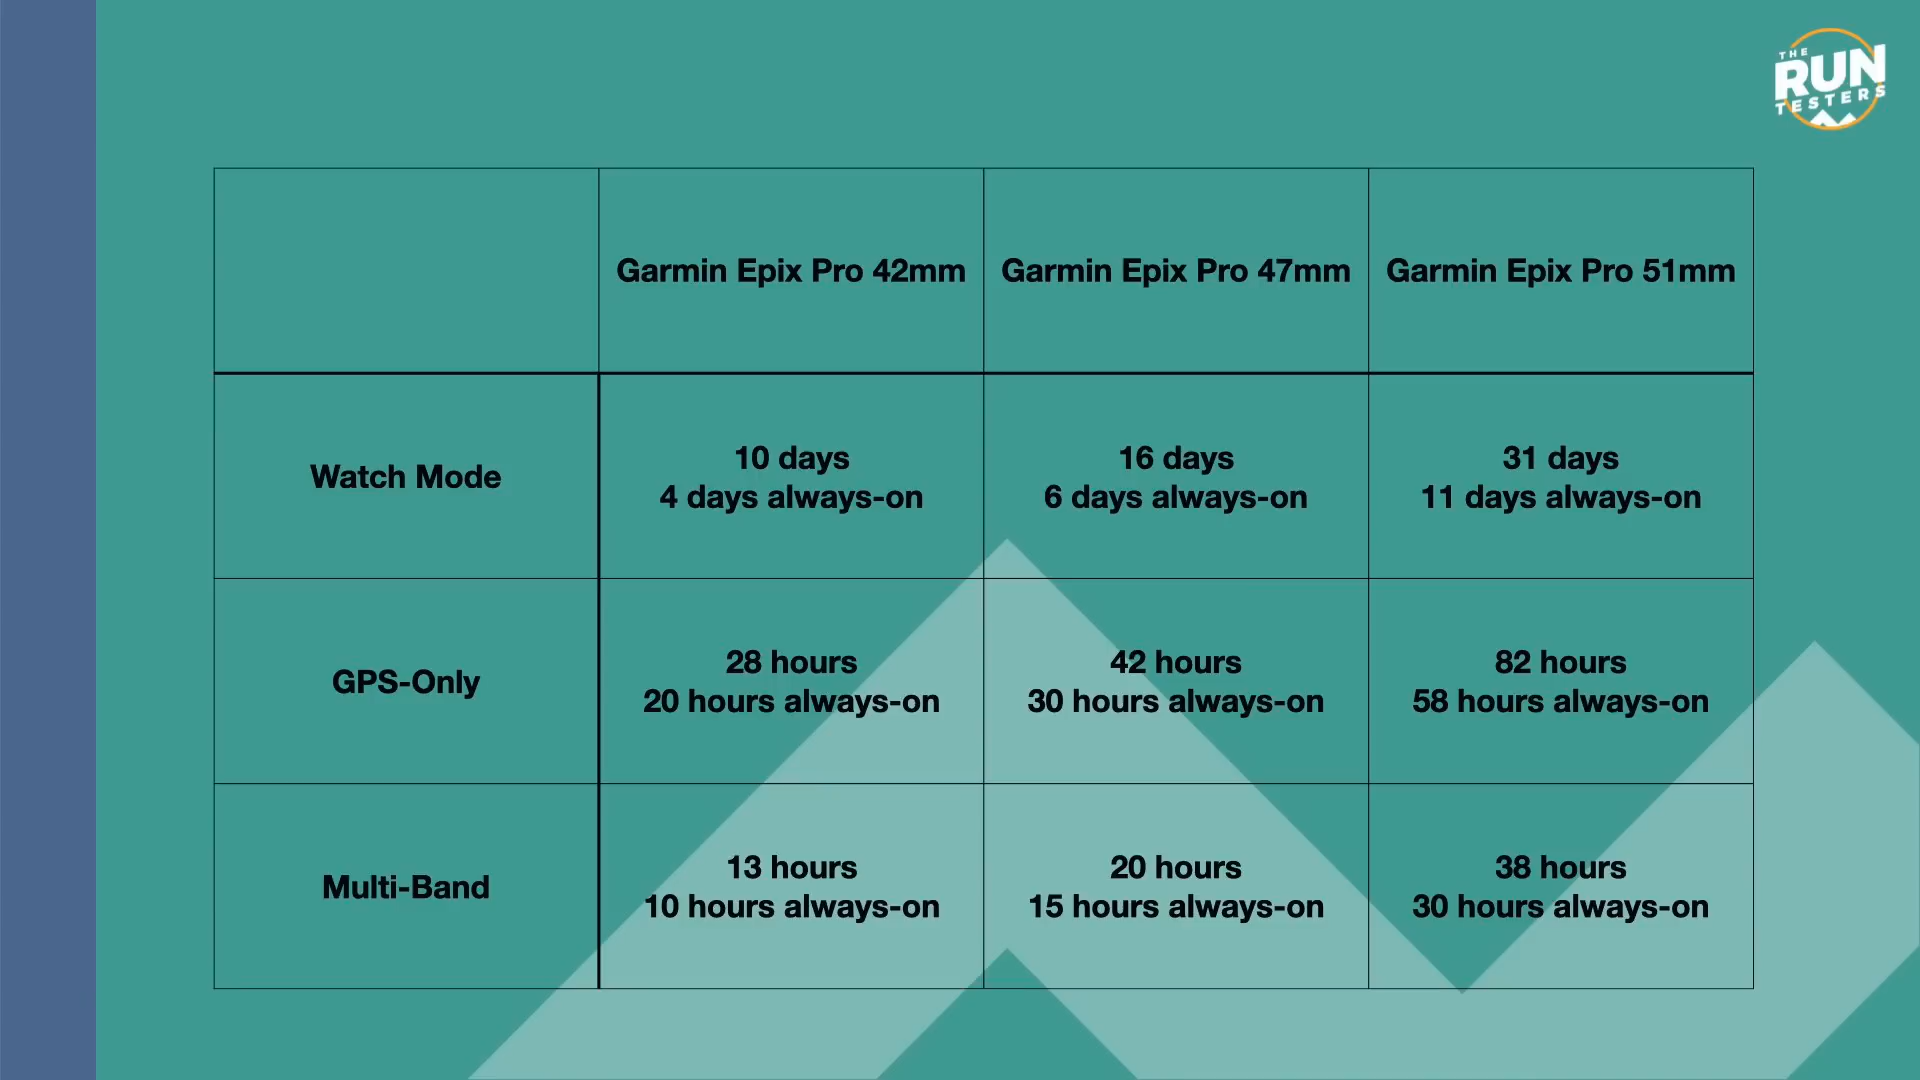 THE
RUN
TESTERS
Garmin Epix Pro 42mm
Garmin Epix Pro 47mm
Garmin Epix Pro 51mm
Watch Mode
10 days
4 days always-on
16 days
6 days always-on
31 days
11 days always-on
GPS-Only
28 hours
20 hours always-on
42 hours
30 hours always-on
82 hours
58 hours always-on
Multi-Band
13 hours
10 hours always-on
20 hours
15 hours always-on
38 hours
30 hours always-on